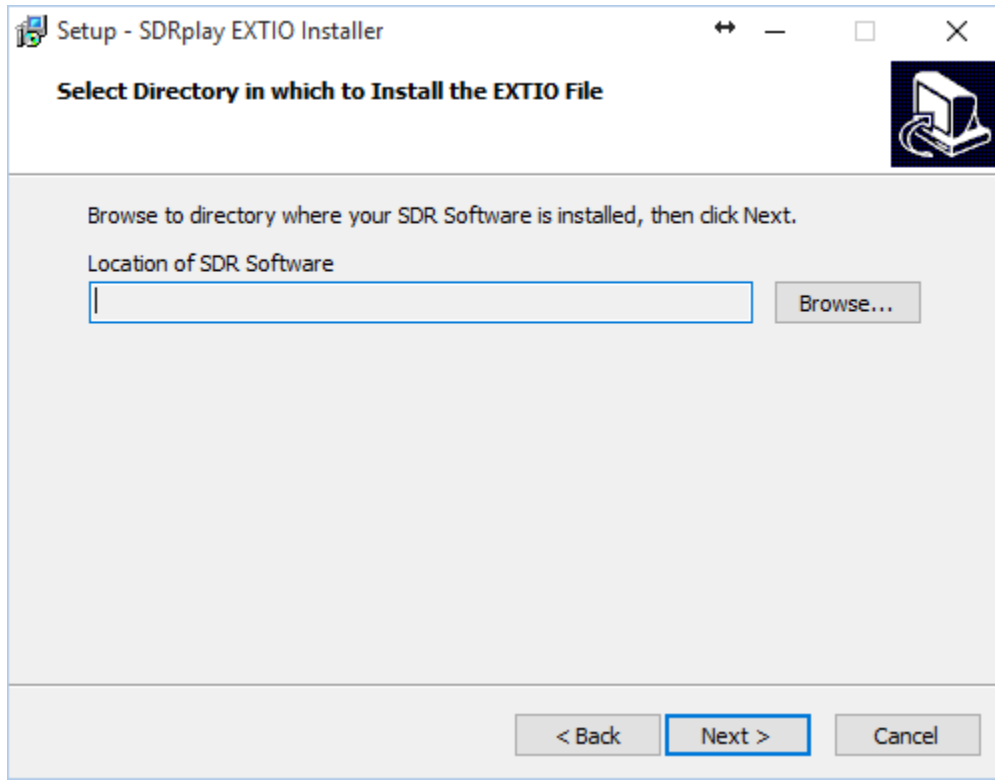 Setup - SDRplay EXTIO Installer
Select Directory in which to Install the EXTIO File
Browse to directory where your SDR Software is installed, then click Next.
Location of SDR Software
Browse...
< Back
Next >
Cancel